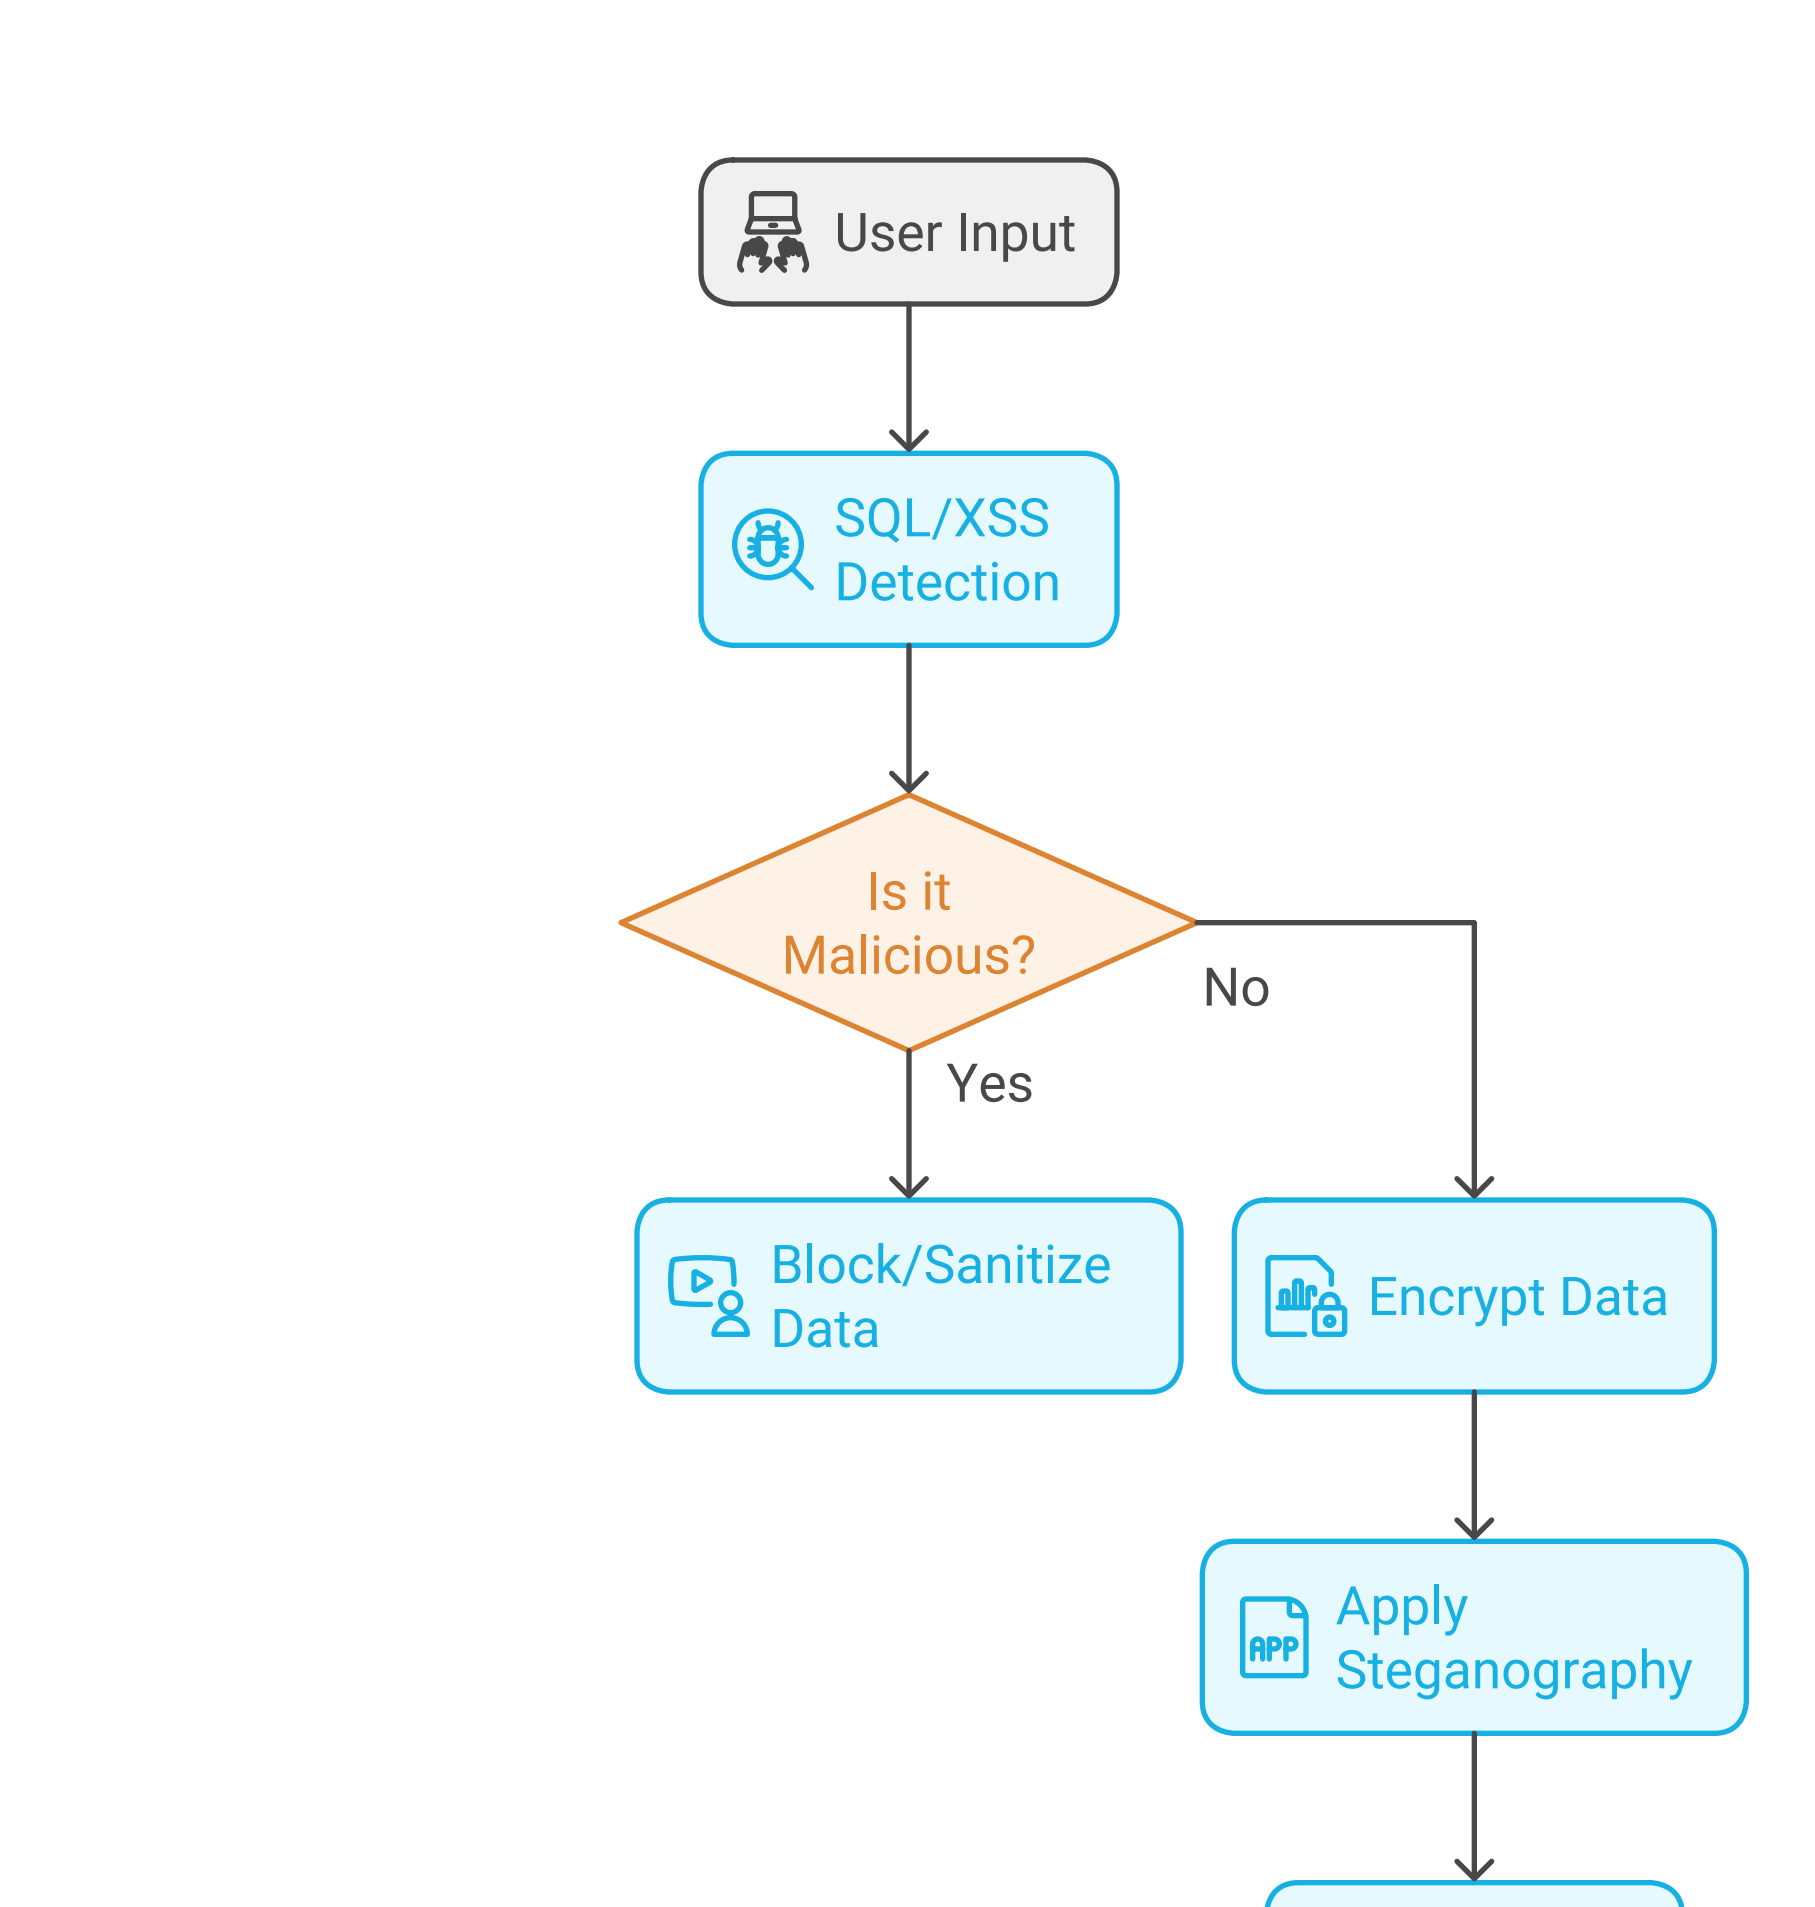 User Input
SQL/XSS
Detection
Is it
Malicious?
No
Yes
Block/Sanitize
Data
Encrypt Data
APP
Apply
Steganography